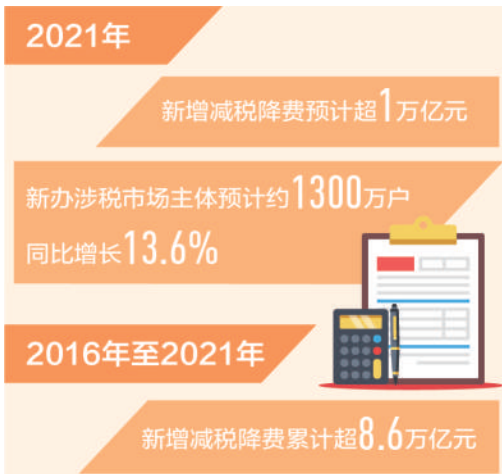 2021年
新增减税降费预计超1万亿元
新办涉税市场主体预计约1300万户
同比增长13.6%
2016年至2021年
新增减税降费累计超8.6万亿元